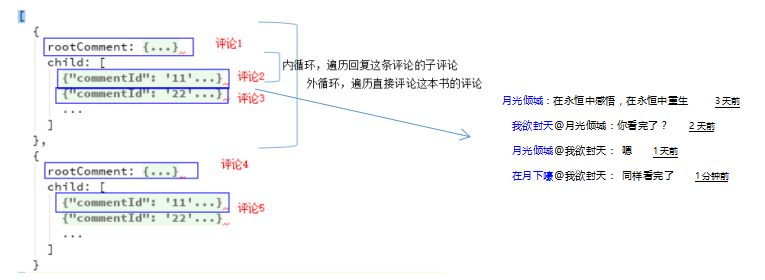 [
{
rootComment: {...} 评论1
child: [
{"commentId": '11'...} 评论2
{"commentId": '22'...} 评论3
...
]
},
{
rootComment: {...} 评论4
child: [
{"commentId": '11'...} 评论5
{"commentId": '22'...}
...
]
}
内循环，遍历回复这条评论的子评论
外循环，遍历直接评论这本书的评论
月光倾城：在永恒中感悟，在永恒中重生 3天前
我欲封天@月光倾城：你看完了？ 2天前
月光倾城@我欲封天： 嗯 1天前
在月下嚎@我欲封天： 同样看完了 1分钟前